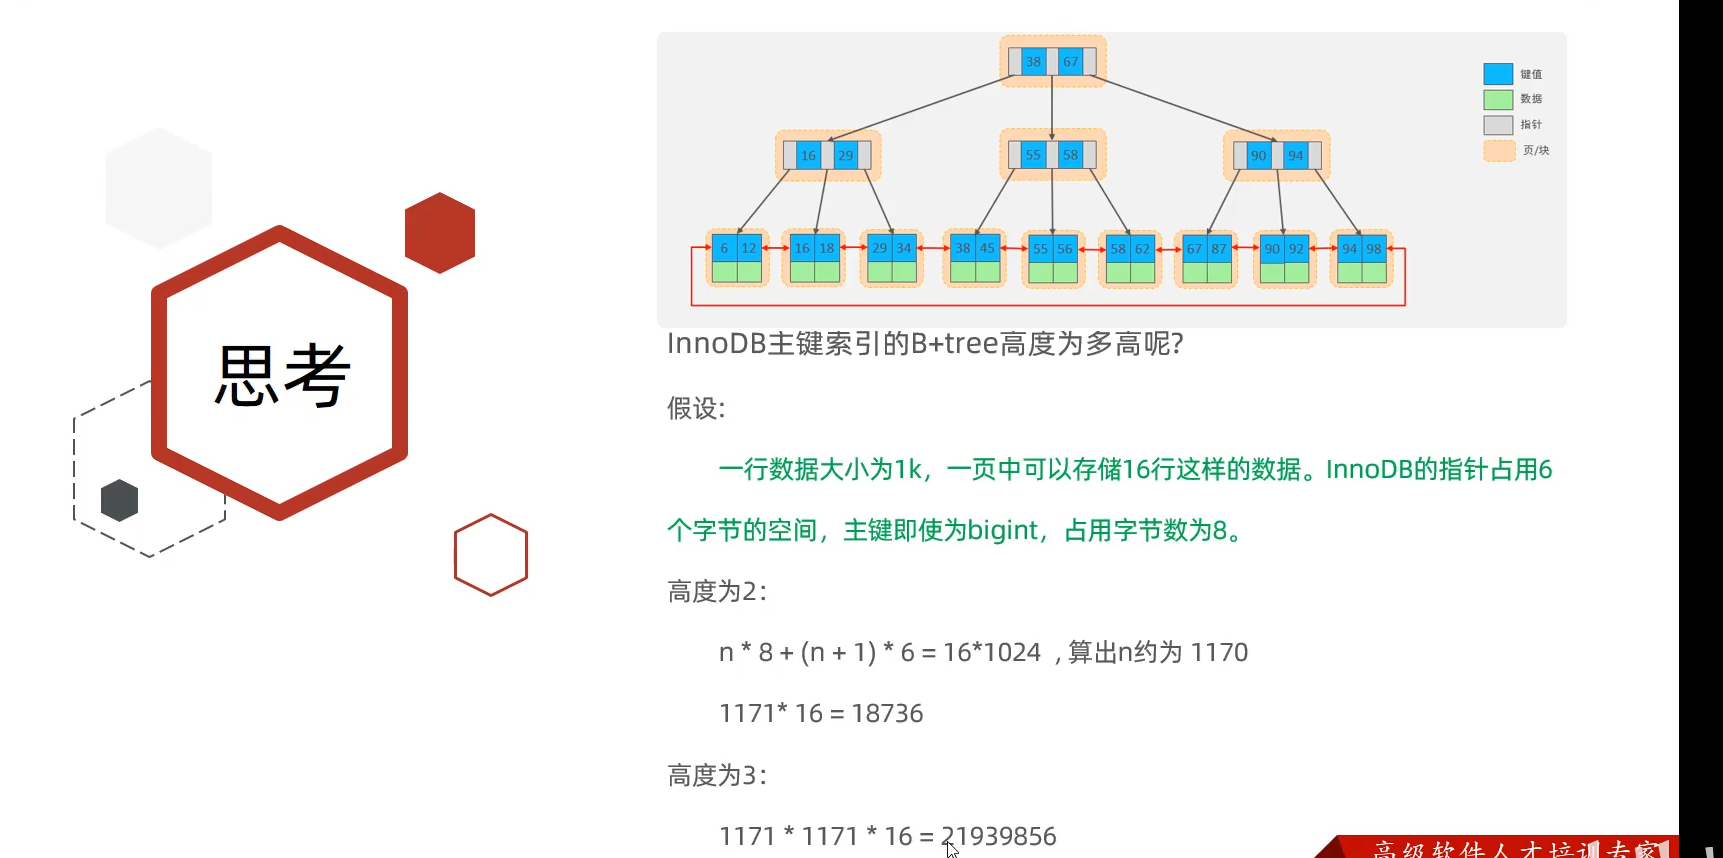 38 67
键值
数据
指针
页/块
16 29
55 58
90 94
6 12 16 18 29 34 38 45 55 56 58 62 67 87 90 92 94 98
思考
InnoDB主键索引的B+tree高度为多高呢?
假设:
一行数据大小为1k，一页中可以存储16行这样的数据。InnoDB的指针占用6
个字节的空间，主键即使为bigint，占用字节数为8。
高度为2：
n * 8 + (n + 1) * 6 = 16*1024 , 算出n约为 1170
1171* 16 = 18736
高度为3：
1171 * 1171 * 16 = 21939856
高级软件人才培训专家